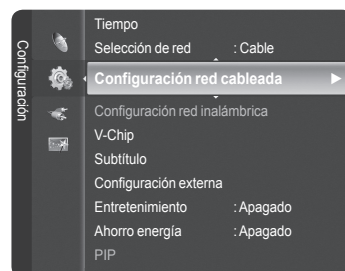 Configuración
Tiempo
Selección de red : Cable
Configuración red cableada
Configuración red inalámbrica
V-Chip
Subtítulo
Configuración externa
Entretenimiento : Apagado
Ahorro energía : Apagado
PIP